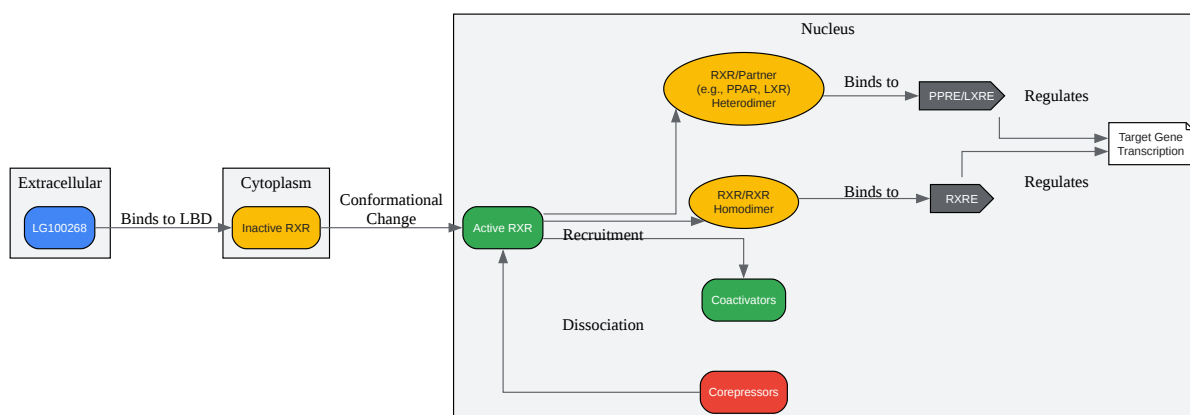 Nucleus
RXR/Partner
(e.g., PPAR, LXR)
Heterodimer
Binds to
PPRE/LXRE
Regulates
Target Gene
Transcription
Extracellular
LG100268
Binds to LBD
Cytoplasm
Inactive RXR
Conformational
Change
Active RXR
Recruitment
RXR/RXR
Homodimer
Binds to
RXRE
Regulates
Coactivators
Dissociation
Corepressors